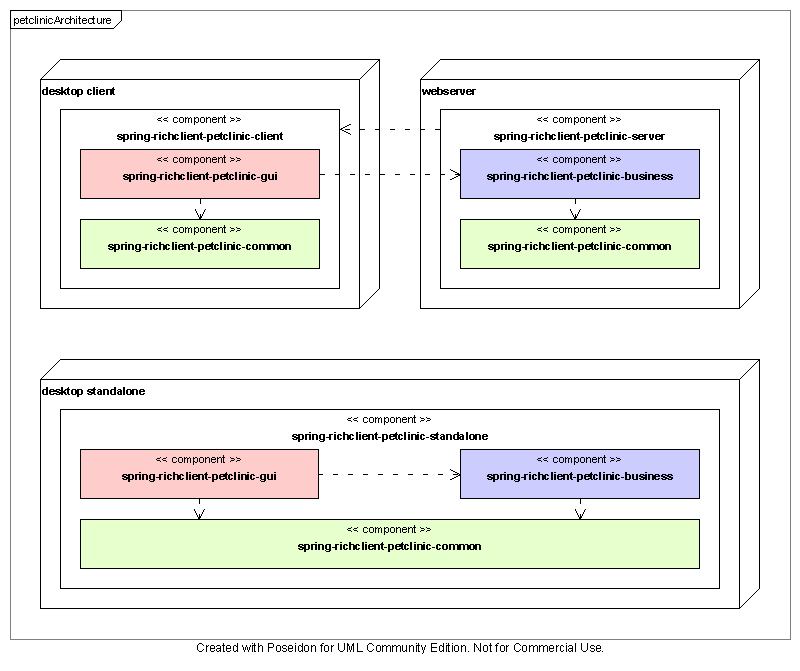 petclinicArchitecture
desktop client
<< component >>
spring-richclient-petclinic-client
<< component >>
spring-richclient-petclinic-gui
<< component >>
spring-richclient-petclinic-common
webserver
<< component >>
spring-richclient-petclinic-server
<< component >>
spring-richclient-petclinic-business
<< component >>
spring-richclient-petclinic-common
desktop standalone
<< component >>
spring-richclient-petclinic-standalone
<< component >>
spring-richclient-petclinic-gui
<< component >>
spring-richclient-petclinic-business
<< component >>
spring-richclient-petclinic-common
Created with Poseidon for UML Community Edition. Not for Commercial Use.